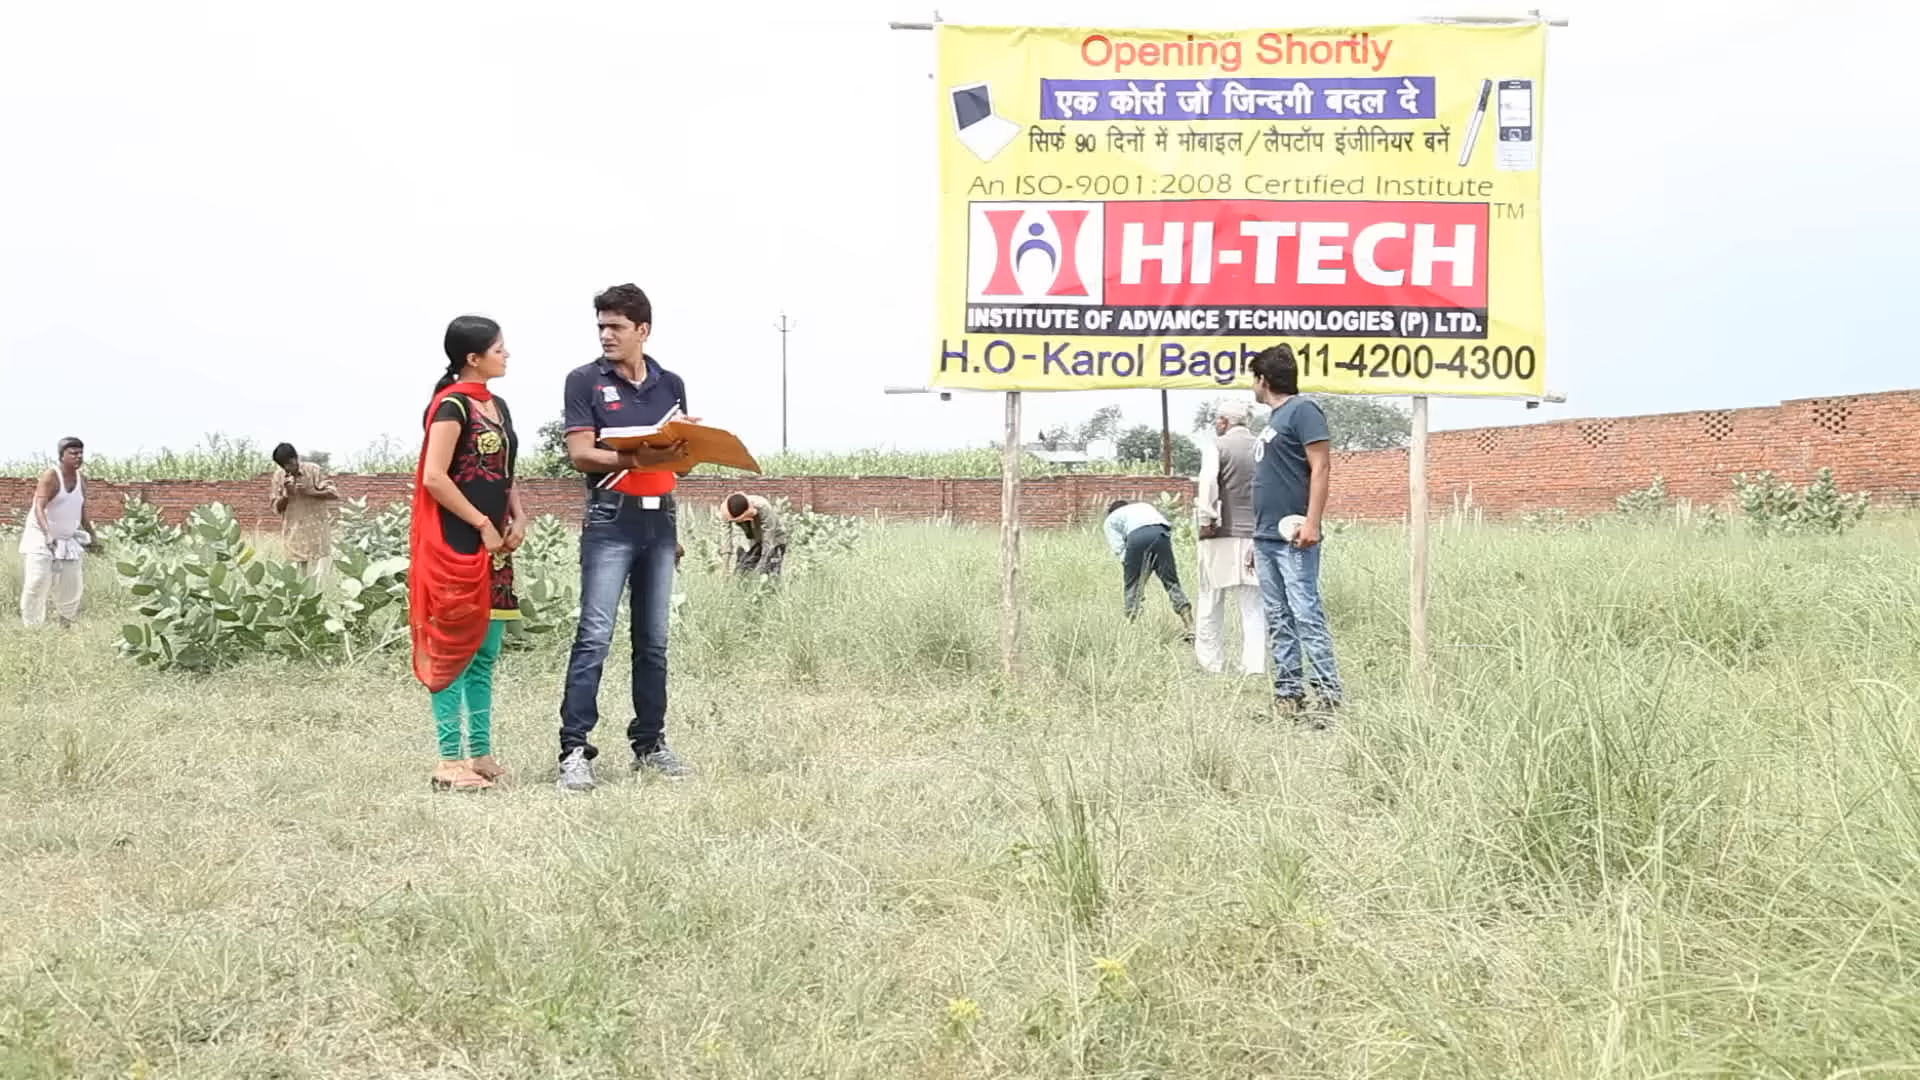 Opening Shortly
एक कोर्स जो जिन्दगी बदल दे
सिर्फ 90 दिनों में मोबाइल/लैपटॉप इंजीनियर बनें
An ISO-9001:2008 Certified Institute
HI-TECH TM
INSTITUTE OF ADVANCE TECHNOLOGIES (P) LTD.
H.O-Karol Bagh 11-4200-4300